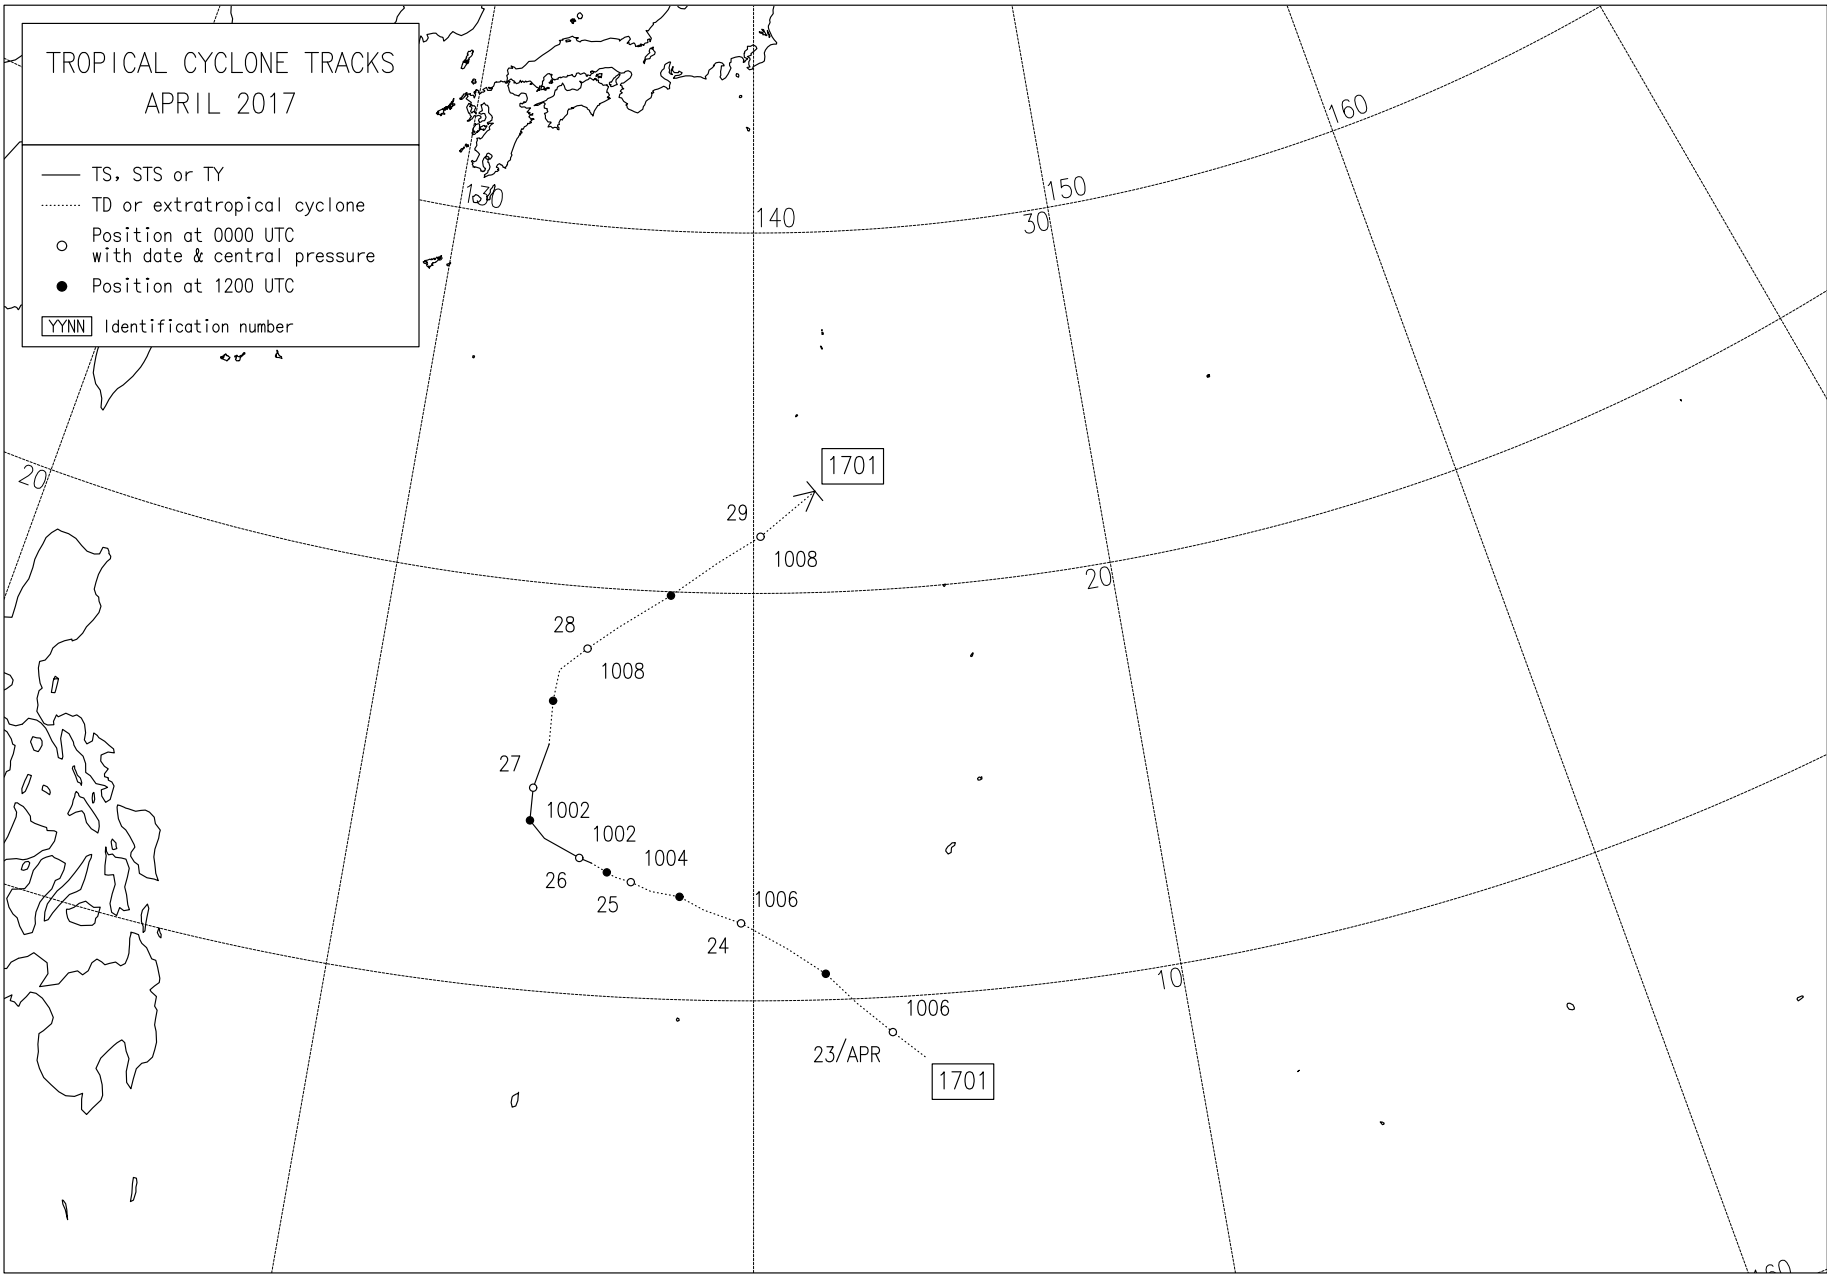 TROPICAL CYCLONE TRACKS
APRIL 2017
TS, STS or TY
TD or extratropical cyclone
Position at 0000 UTC
with date & central pressure
Position at 1200 UTC
YYNN Identification number
130
140
150
160
30
20
20
10
160
1701
29
1008
28
1008
27
1002
1002
26
1004
25
1006
24
1006
23/APR
1701